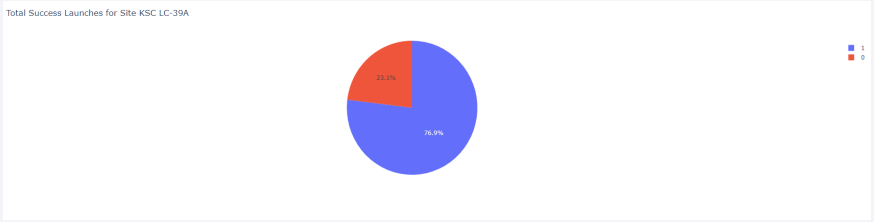 Total Success Launches for Site KSC LC-39A
1
0
23.1%
76.9%